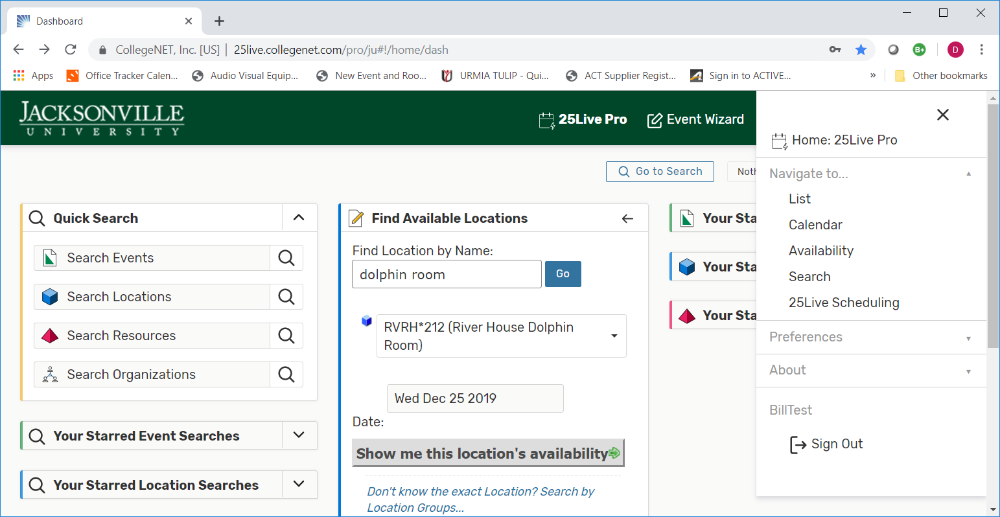 Dashboard
CollegeNET, Inc. [US] | 25live.collegenet.com/pro/ju#!/home/dash
B+
D
Apps
Office Tracker Calen...
Audio Visual Equip...
New Event and Roo...
URMIA TULIP - Qui...
ACT Supplier Regist...
Sign in to ACTIVE...
»
Other bookmarks
JACKSONVILLE
UNIVERSITY
25Live Pro
Event Wizard
Go to Search
Quick Search
Search Events
Search Locations
Search Resources
Search Organizations
Your Starred Event Searches
Your Starred Location Searches
Find Available Locations
Find Location by Name:
dolphin room
Go
RVRH*212 (River House Dolphin
Room)
Wed Dec 25 2019
Date:
Show me this location's availability
Don't know the exact Location? Search by
Location Groups...
Your Sta
Your Sta
Your Sta
Home: 25Live Pro
Navigate to...
List
Calendar
Availability
Search
25Live Scheduling
Preferences
About
BillTest
Sign Out